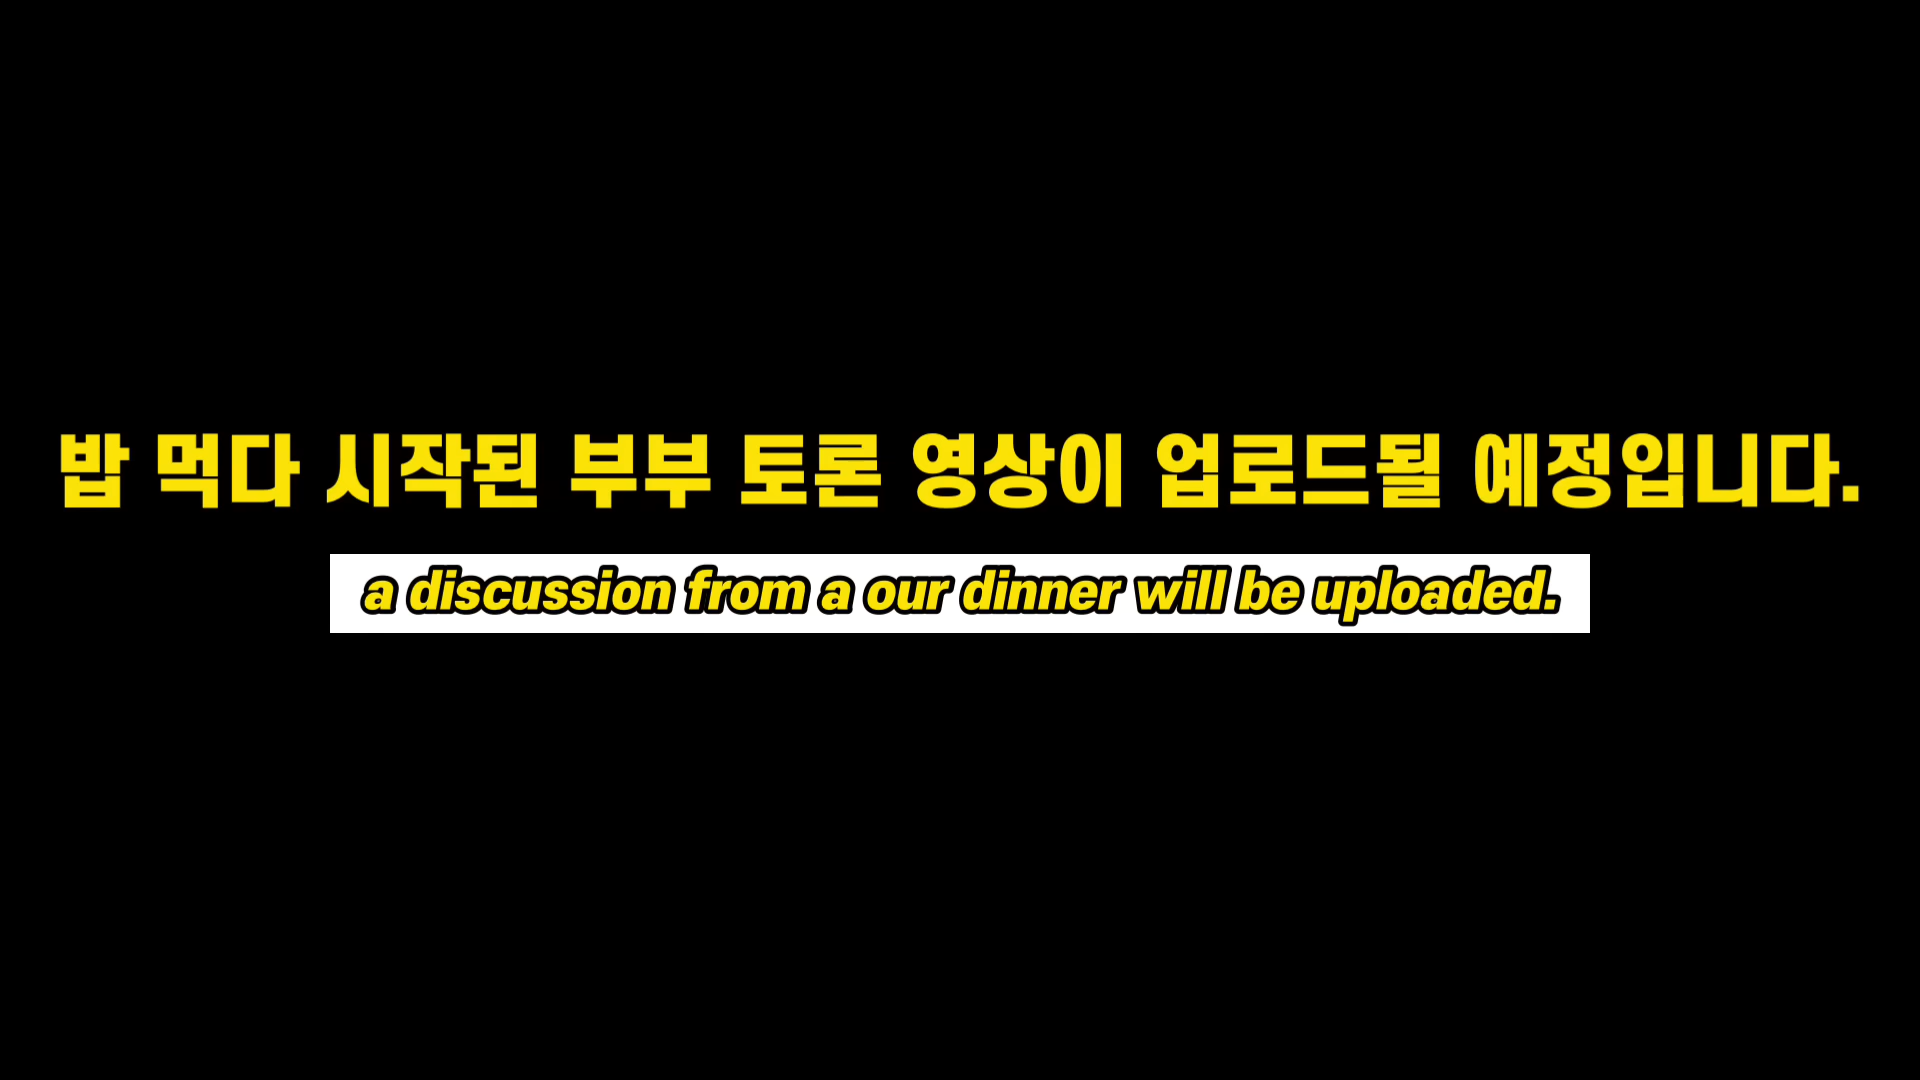 밥 먹다 시작된 부부 토론 영상이 업로드될 예정입니다.
a discussion from a our dinner will be uploaded.